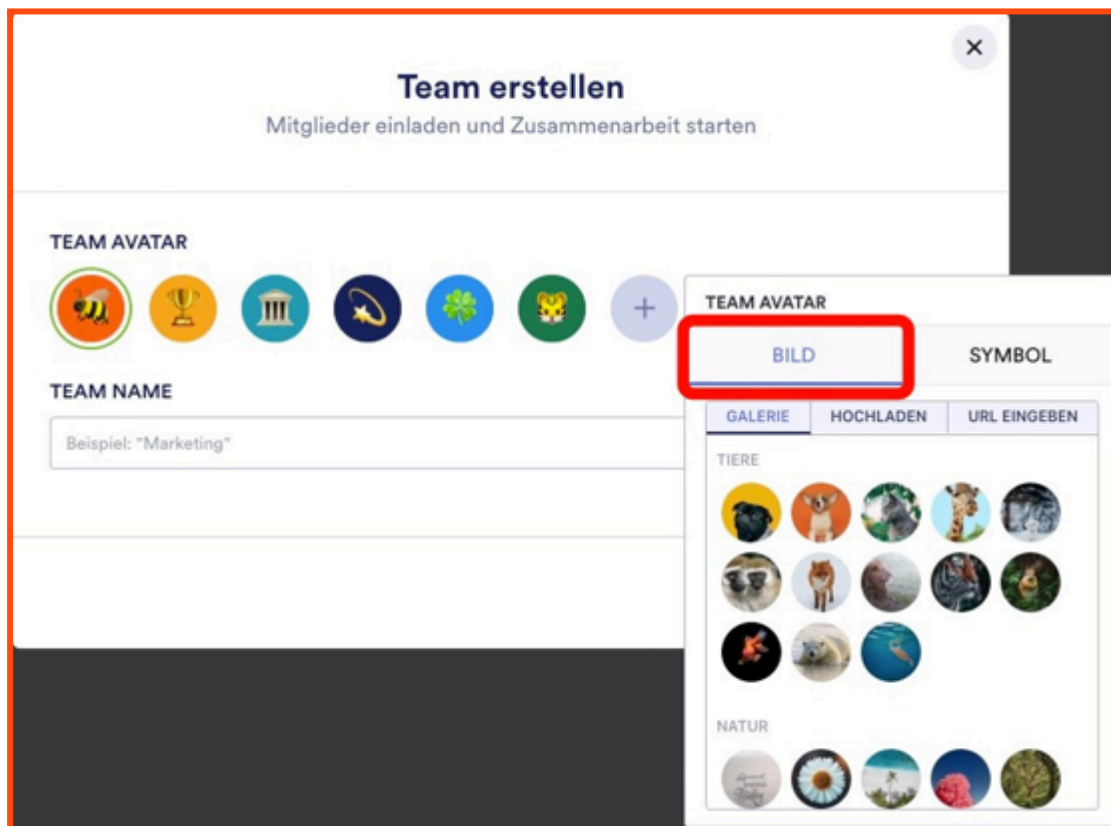 Team erstellen
Mitglieder einladen und Zusammenarbeit starten
TEAM AVATAR
TEAM NAME
Beispiel: "Marketing"
TEAM AVATAR
BILD SYMBOL
GALERIE HOCHLADEN URL EINGEBEN
TIERE
NATUR